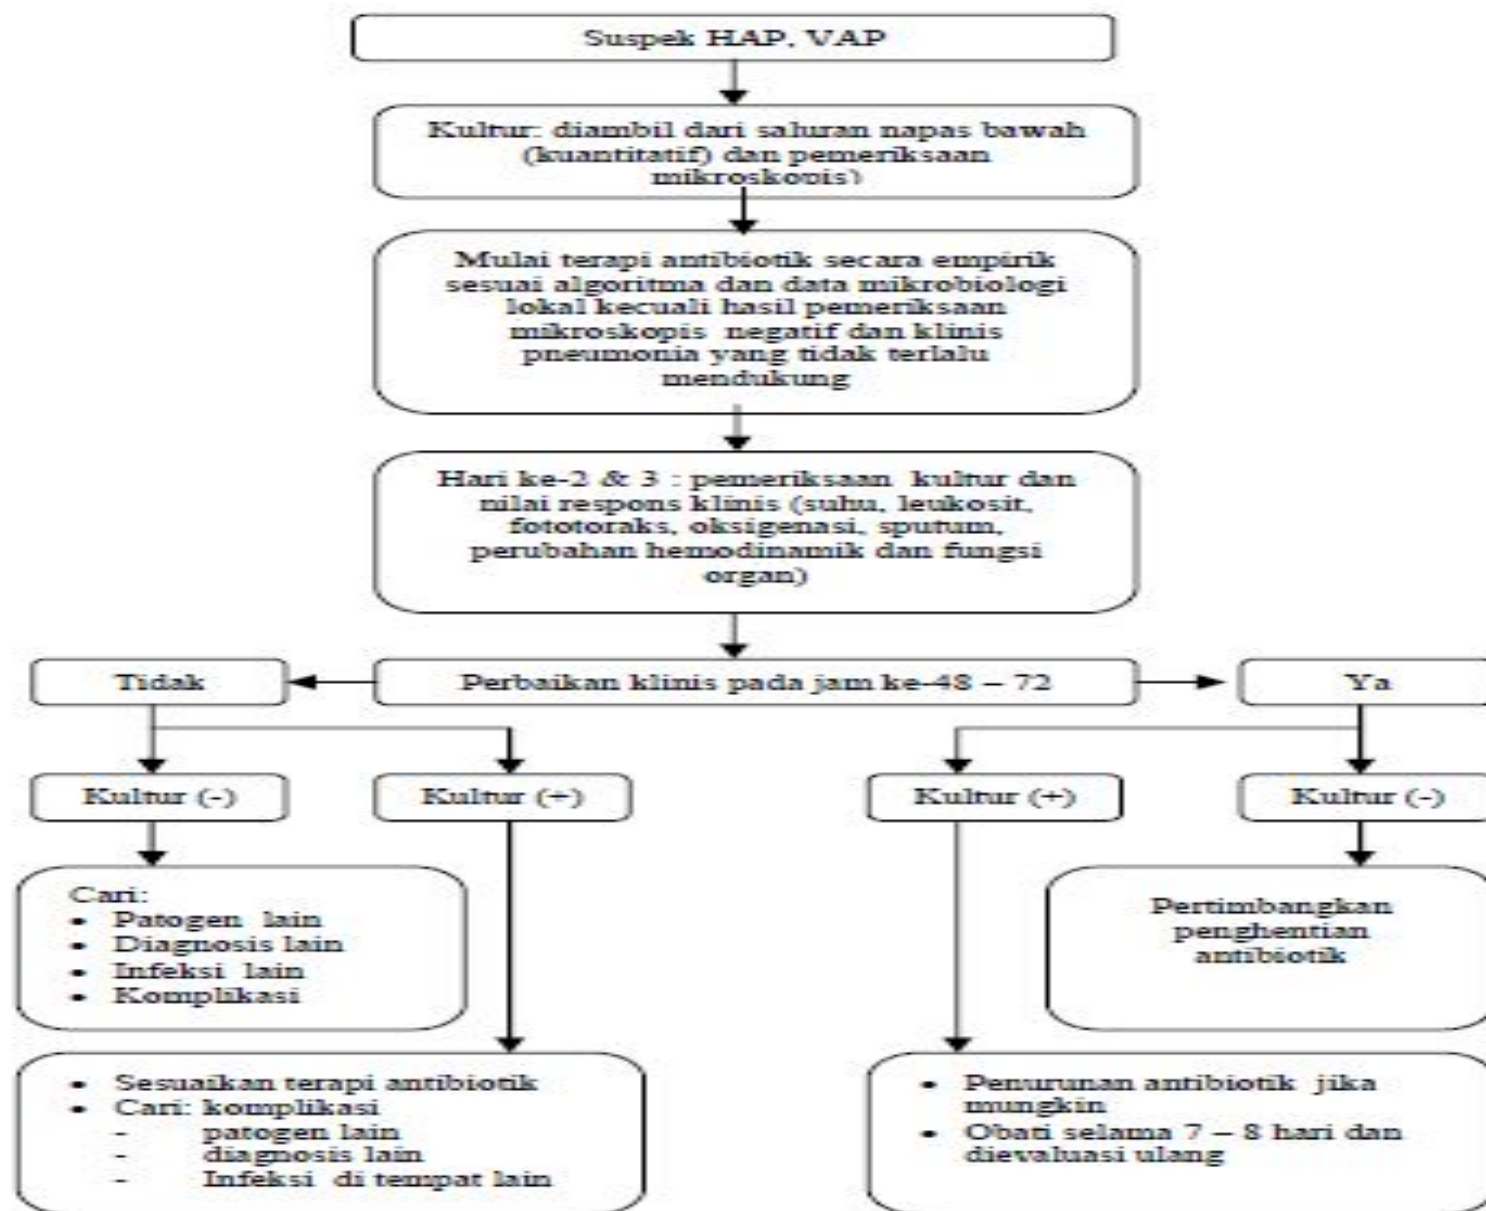 Suspek HAP, VAP
Kultur: diambil dari saluran napas bawah
(kuantitatif) dan pemeriksaan
mikroskopis)
Mulai terapi antibiotik secara empirik
sesuai algoritma dan data mikrobiologi
lokal kecuali hasil pemeriksaan
mikroskopis negatif dan klinis
pneumonia yang tidak terlalu
mendukung
Hari ke-2 & 3 : pemeriksaan kultur dan
nilai respons klinis (suhu, leukosit,
fototoraks, oksigenasi, sputum,
perubahan hemodinamik dan fungsi
organ)
Tidak
Perbaikan klinis pada jam ke-48 – 72
Ya
Kultur (-)
Kultur (+)
Kultur (+)
Kultur (-)
Cari:
• Patogen lain
• Diagnosis lain
• Infeksi lain
• Komplikasi
Pertimbangkan
penghentian
antibiotik
• Sesuaikan terapi antibiotik
• Cari: komplikasi
- patogen lain
- diagnosis lain
- Infeksi di tempat lain
• Penurunan antibiotik jika
mungkin
• Obati selama 7 – 8 hari dan
dievaluasi ulang